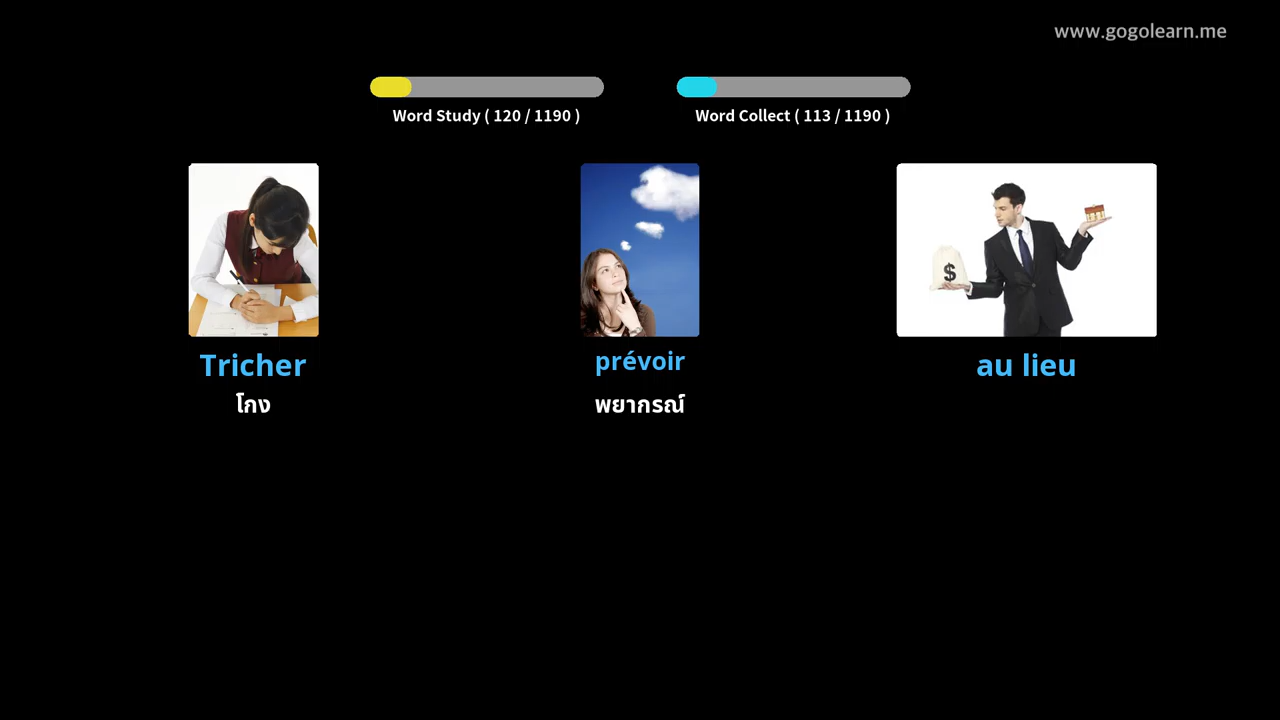 www.gogolearn.me
Word Study ( 120 / 1190 )
Word Collect ( 113 / 1190 )
$
Tricher
โกง
prévoir
พยากรณ์
au lieu